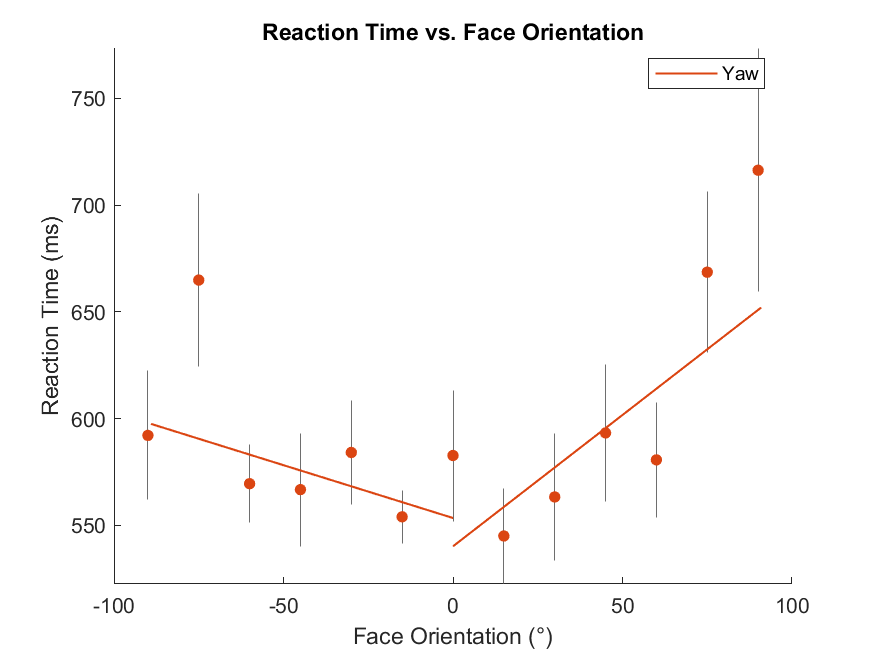 Reaction Time vs. Face Orientation
Yaw
750
700
650
600
550
Reaction Time (ms)
-100 -50 0 50 100
Face Orientation (°)